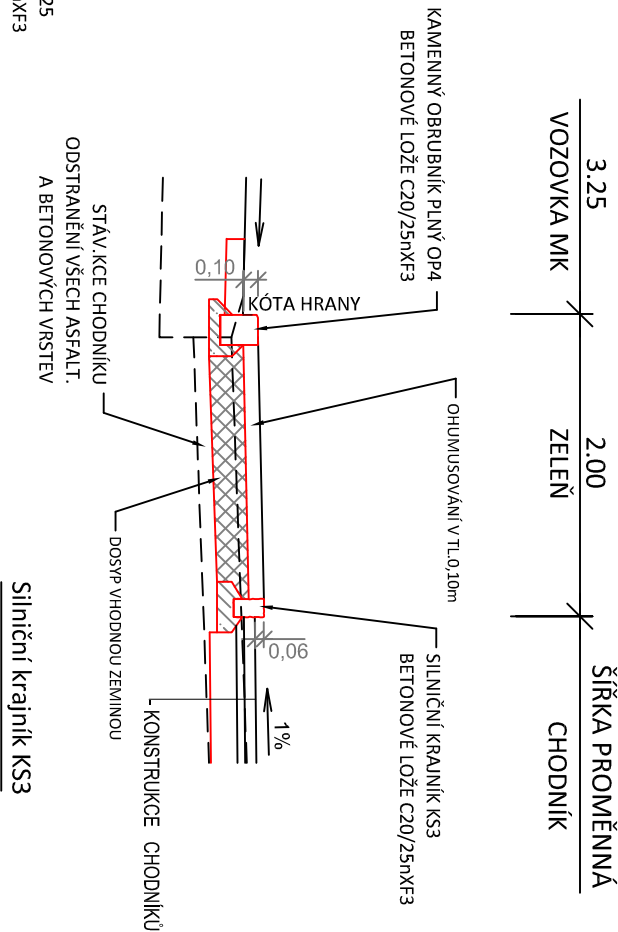 3.25
2.00
ŠÍŘKA PROMĚNNÁ
VOZOVKA MK
ZELEŇ
CHODNÍK
KAMENNÝ OBRUBNÍK PLNÝ OP4
BETONOVÉ LOŽE C20/25nXF3
OHUMUSOVÁNÍ V TL.0,10m
SILNIČNÍ KRAJNÍK KS3
BETONOVÉ LOŽE C20/25nXF3
0,10
KÓTA HRANY
0,06
1%
STÁV.KCE CHODNÍKU
ODSTRANĚNÍ VŠECH ASFALT.
A BETONOVÝCH VRSTEV
DOSYP VHODNOU ZEMINOU
KONSTRUKCE CHODNÍKŮ
25
nXF3
Silniční krajník KS3